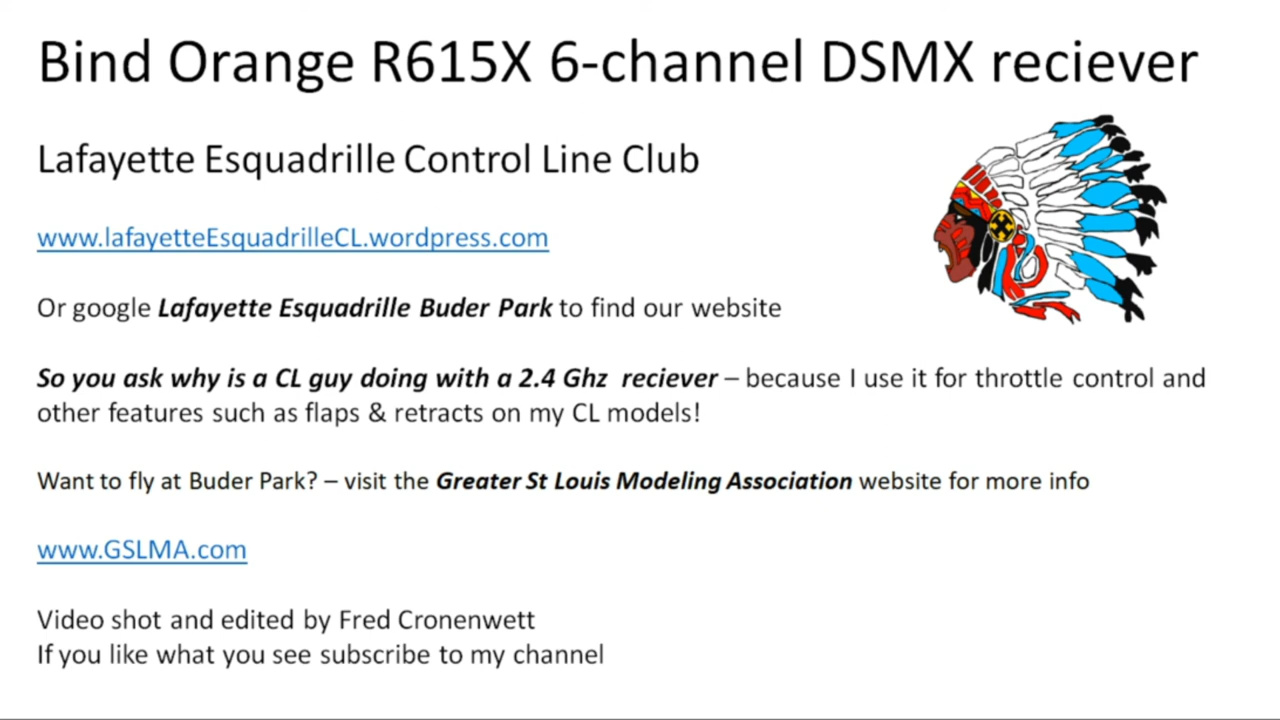 Bind Orange R615X 6-channel DSMX reciever
Lafayette Esquadrille Control Line Club
www.lafayetteEsquadrilleCL.wordpress.com
Or google Lafayette Esquadrille Buder Park to find our website
So you ask why is a CL guy doing with a 2.4 Ghz  reciever – because I use it for throttle control and
other features such as flaps & retracts on my CL models!
Want to fly at Buder Park? – visit the Greater St Louis Modeling Association website for more info
www.GSLMA.com
Video shot and edited by Fred Cronenwett
If you like what you see subscribe to my channel